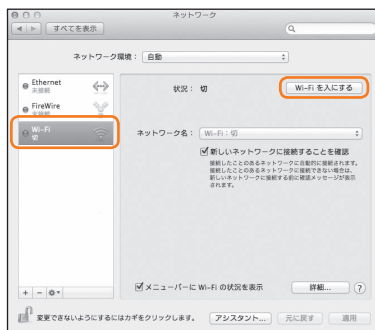 ネットワーク
すべてを表示
ネットワーク環境： 自動
Ethernet
未接続
FireWire
未接続
Wi-Fi
切
状況： 切
Wi-Fi を入にする
ネットワーク名： Wi-Fi：切
新しいネットワークに接続することを確認
接続したことのあるネットワークに自動的に接続されます。
接続したことのあるネットワークに接続できない場合は、
新しいネットワークに接続する前に確認メッセージが表示
されます。
メニューバーに Wi-Fi の状況を表示
詳細... ?
+ −
変更できないようにするにはカギをクリックします。
アシスタント... 元に戻す 適用